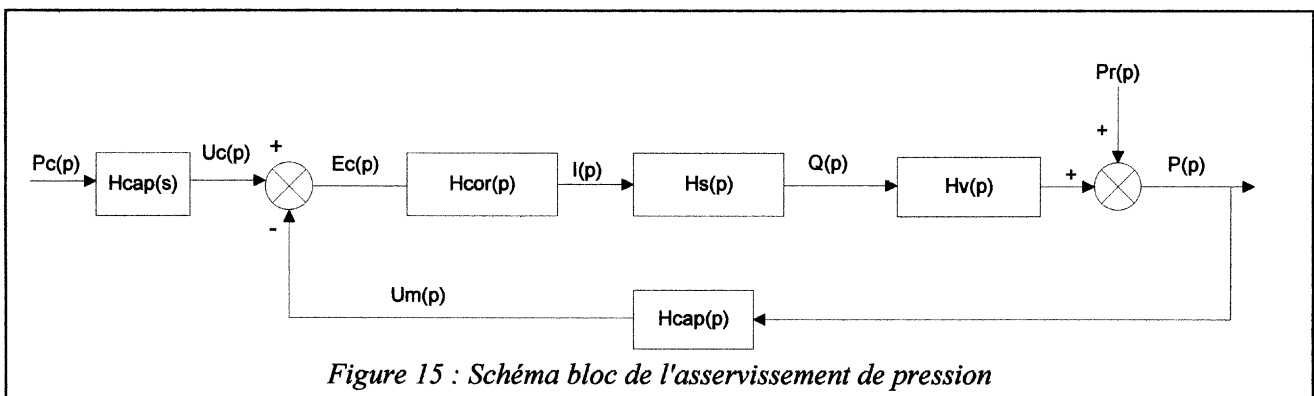 Pr(p)
+
Pc(p)
Hcap(s)
Uc(p)
+
Ec(p)
Hcor(p)
I(p)
Hs(p)
Q(p)
Hv(p)
+
P(p)
-
Um(p)
Hcap(p)
Figure 15 : Schéma bloc de l'asservissement de pression